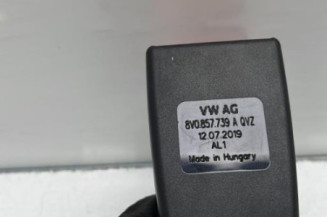 VW AG
8V0.857.739 A QVZ
12.07.2019
AL1
Made in Hungary